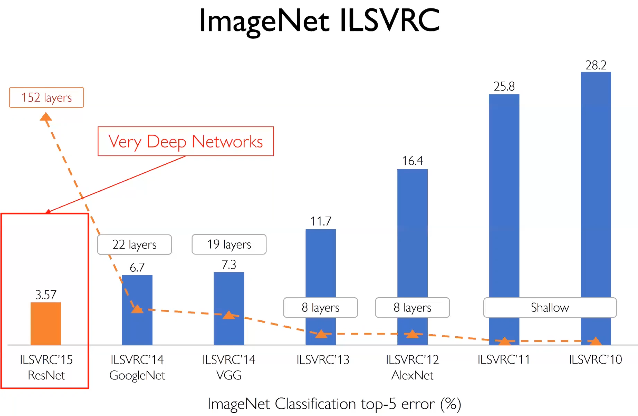 ImageNet ILSVRC
28.2
25.8
152 layers
Very Deep Networks
16.4
11.7
22 layers
19 layers
6.7
7.3
3.57
8 layers
8 layers
Shallow
ILSVRC'15
ResNet
ILSVRC'14
GoogleNet
ILSVRC'14
VGG
ILSVRC'13
ILSVRC'12
AlexNet
ILSVRC'11
ILSVRC'10
ImageNet Classification top-5 error (%)